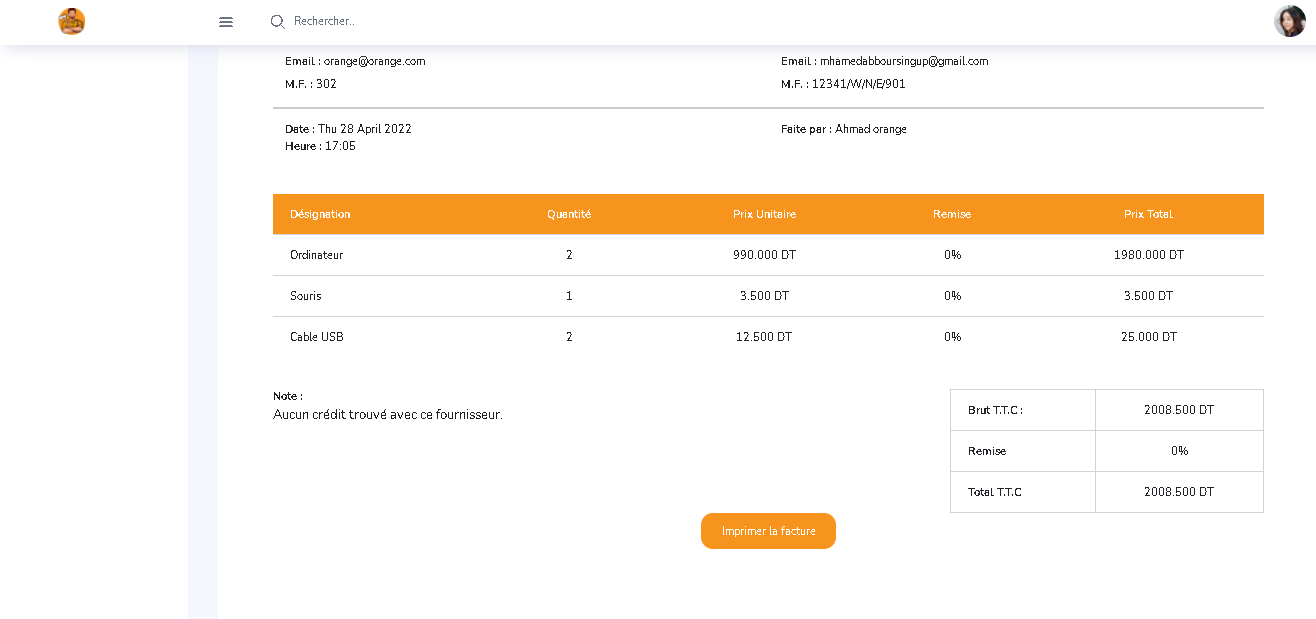 Rechercher..
Email : orange@orange.com
Email : mhamedabboursingup@gmail.com
M.F. : 302
M.F. : 12341/W/N/E/901
Date : Thu 28 April 2022
Faite par : Ahmad orange
Heure : 17:05
Désignation Quantité Prix Unitaire Remise Prix Total
Ordinateur 2 990.000 DT 0% 1980.000 DT
Souris 1 3.500 DT 0% 3.500 DT
Cable USB 2 12.500 DT 0% 25.000 DT
Note :
Aucun crédit trouvé avec ce fournisseur.
Brut T.T.C : 2008.500 DT
Remise 0%
Total T.T.C 2008.500 DT
Imprimer la facture